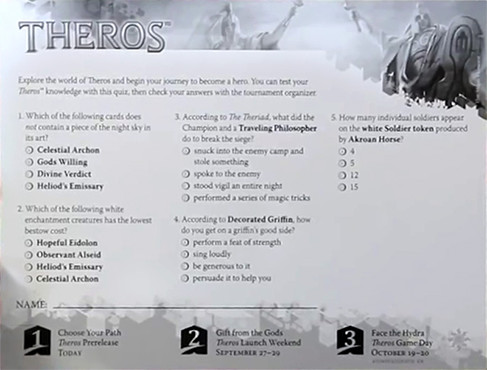 THEROS™
Explore the world of Theros and begin your journey to become a hero. You can test your
Theros™ knowledge with this quiz, then check your answers with the tournament organizer.
1. Which of the following cards does
not contain a piece of the night sky in
its art?
Celestial Archon
Gods Willing
Divine Verdict
Heliod's Emissary
2. Which of the following white
enchantment creatures has the lowest
bestow cost?
Hopeful Eidolon
Observant Alseid
Heliod's Emissary
Celestial Archon
3. According to The Theriad, what did the
Champion and a Traveling Philosopher
do to break the siege?
snuck into the enemy camp and
stole something
spoke to the enemy
stood vigil an entire night
performed a series of magic tricks
4. According to Decorated Griffin, how
do you get on a griffin's good side?
perform a feat of strength
sing loudly
be generous to it
persuade it to help you
5. How many individual soldiers appear
on the white Soldier token produced
by Akroan Horse?
4
5
12
15
NAME:
1
Choose Your Path
Theros Prerelease
TODAY
2
Gift from the Gods
Theros Launch Weekend
SEPTEMBER 27–29
3
Face the Hydra
Theros Game Day
OCTOBER 19–20